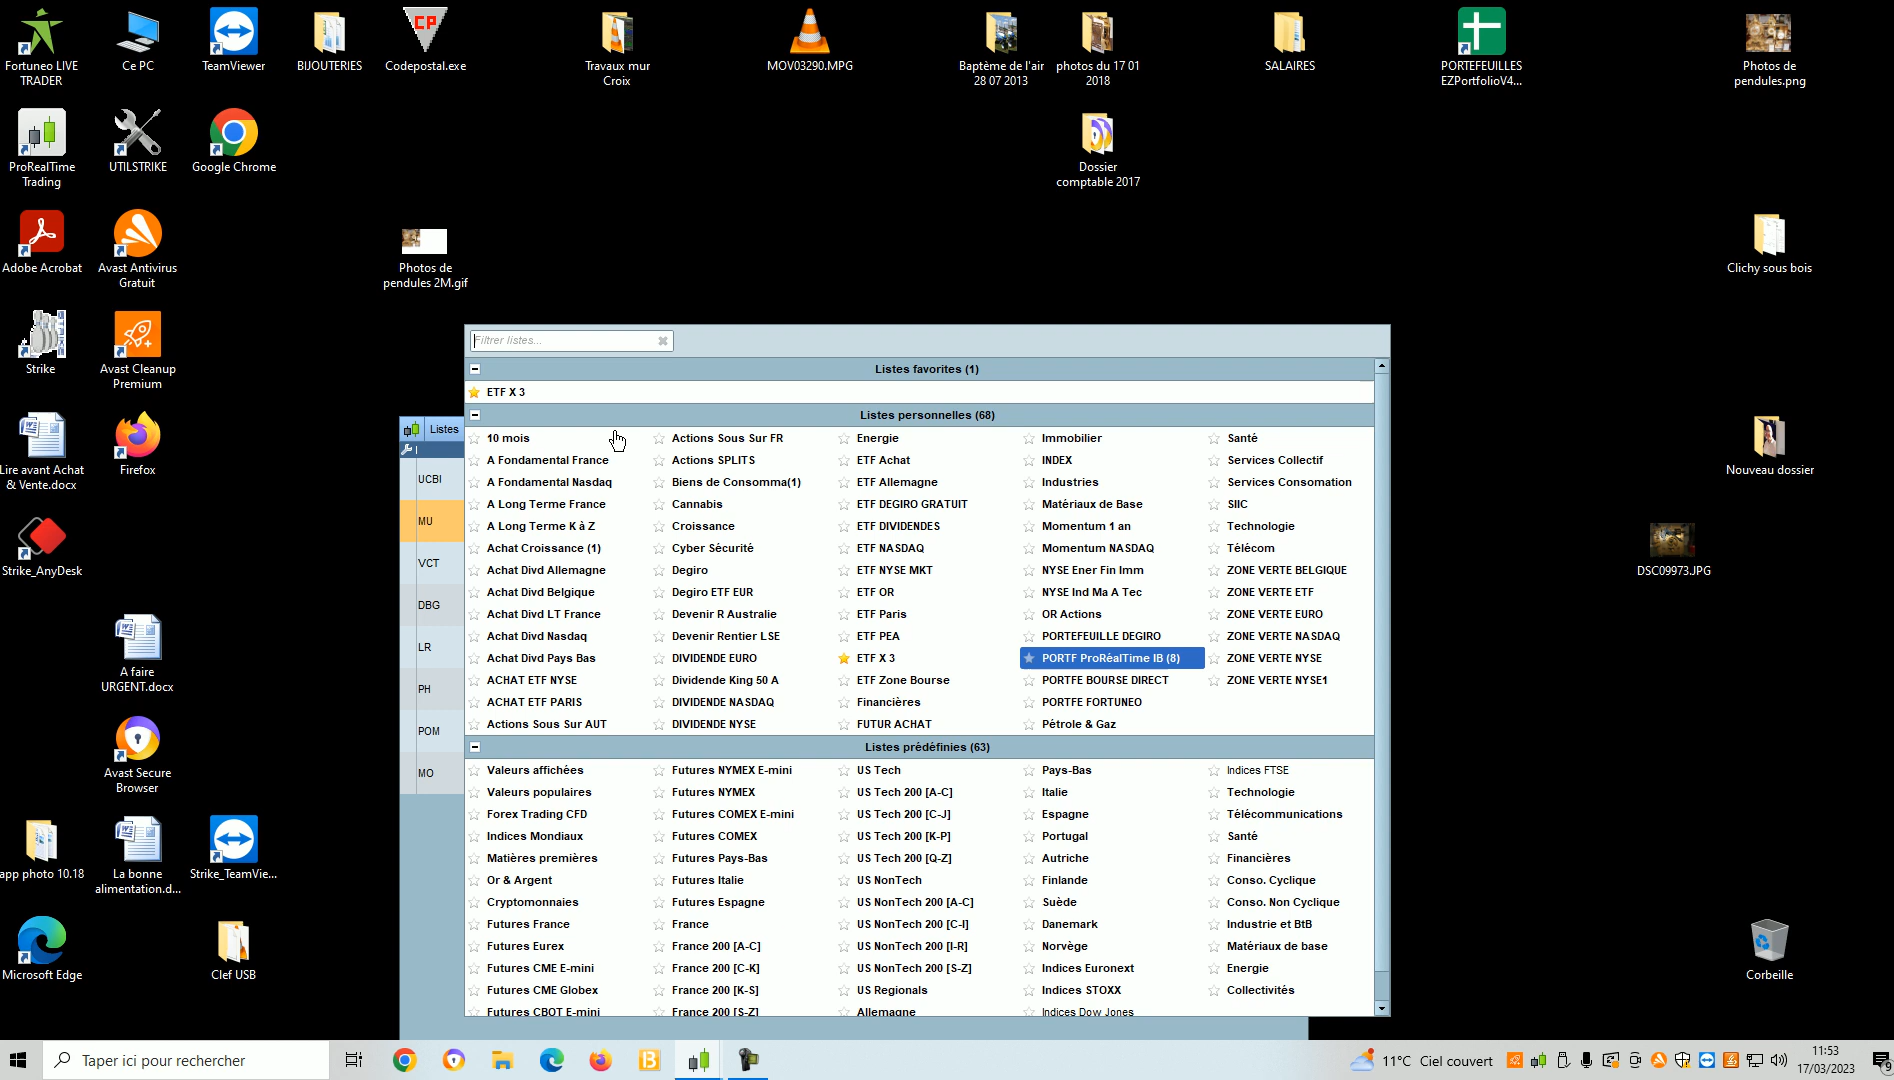 Fortuneo LIVE
TRADER
Ce PC
TeamViewer
BIJOUTERIES
CP
Codepostal.exe
Travaux mur
Croix
MOV03290.MPG
Baptème de l'air
28 07 2013
photos du 17 01
2018
SALAIRES
PORTEFEUILLES
EZPortfolioV4...
Photos de
pendules.png
ProRealTime
Trading
UTILSTRIKE
Google Chrome
Dossier
comptable 2017
Adobe Acrobat
Avast Antivirus
Gratuit
Photos de
pendules 2M.gif
Clichy sous bois
Strike
Avast Cleanup
Premium
Lire avant Achat
& Vente.docx
Firefox
Nouveau dossier
Strike_AnyDesk
DSC09973.JPG
A faire
URGENT.docx
Avast Secure
Browser
app photo 10.18
La bonne
alimentation.d...
Strike_TeamVie...
Microsoft Edge
Clef USB
Corbeille
Listes
UCBI
MU
VCT
DBG
LR
PH
POM
MO
Filtrer listes...
Listes favorites (1)
ETF X 3
Listes personnelles (68)
10 mois
Actions Sous Sur FR
Energie
Immobilier
Santé
A Fondamental France
Actions SPLITS
ETF Achat
INDEX
Services Collectif
A Fondamental Nasdaq
Biens de Consomma(1)
ETF Allemagne
Industries
Services Consomation
A Long Terme France
Cannabis
ETF DEGIRO GRATUIT
Matériaux de Base
SIIC
A Long Terme K à Z
Croissance
ETF DIVIDENDES
Momentum 1 an
Technologie
Achat Croissance (1)
Cyber Sécurité
ETF NASDAQ
Momentum NASDAQ
Télécom
Achat Divd Allemagne
Degiro
ETF NYSE MKT
NYSE Ener Fin Imm
ZONE VERTE BELGIQUE
Achat Divd Belgique
Degiro ETF EUR
ETF OR
NYSE Ind Ma A Tec
ZONE VERTE ETF
Achat Divd LT France
Devenir R Australie
ETF Paris
OR Actions
ZONE VERTE EURO
Achat Divd Nasdaq
Devenir Rentier LSE
ETF PEA
PORTEFEUILLE DEGIRO
ZONE VERTE NASDAQ
Achat Divd Pays Bas
DIVIDENDE EURO
ETF X 3
PORTF ProRéalTime IB (8)
ZONE VERTE NYSE
ACHAT ETF NYSE
Dividende King 50 A
ETF Zone Bourse
PORTFE BOURSE DIRECT
ZONE VERTE NYSE1
ACHAT ETF PARIS
DIVIDENDE NASDAQ
Financières
PORTFE FORTUNEO
Actions Sous Sur AUT
DIVIDENDE NYSE
FUTUR ACHAT
Pétrole & Gaz
Listes prédéfinies (63)
Valeurs affichées
Futures NYMEX E-mini
US Tech
Pays-Bas
Indices FTSE
Valeurs populaires
Futures NYMEX
US Tech 200 [A-C]
Italie
Technologie
Forex Trading CFD
Futures COMEX E-mini
US Tech 200 [C-J]
Espagne
Télécommunications
Indices Mondiaux
Futures COMEX
US Tech 200 [K-P]
Portugal
Santé
Matières premières
Futures Pays-Bas
US Tech 200 [Q-Z]
Autriche
Financières
Or & Argent
Futures Italie
US NonTech
Finlande
Conso. Cyclique
Cryptomonnaies
Futures Espagne
US NonTech 200 [A-C]
Suède
Conso. Non Cyclique
Futures France
France
US NonTech 200 [C-I]
Danemark
Industrie et BtB
Futures Eurex
France 200 [A-C]
US NonTech 200 [I-R]
Norvège
Matériaux de base
Futures CME E-mini
France 200 [C-K]
US NonTech 200 [S-Z]
Indices Euronext
Energie
Futures CME Globex
France 200 [K-S]
US Regionals
Indices STOXX
Collectivités
Futures CBOT E-mini
France 200 [S-Z]
Allemagne
Indices Dow Jones
Taper ici pour rechercher
11°C Ciel couvert
11:53
17/03/2023
9